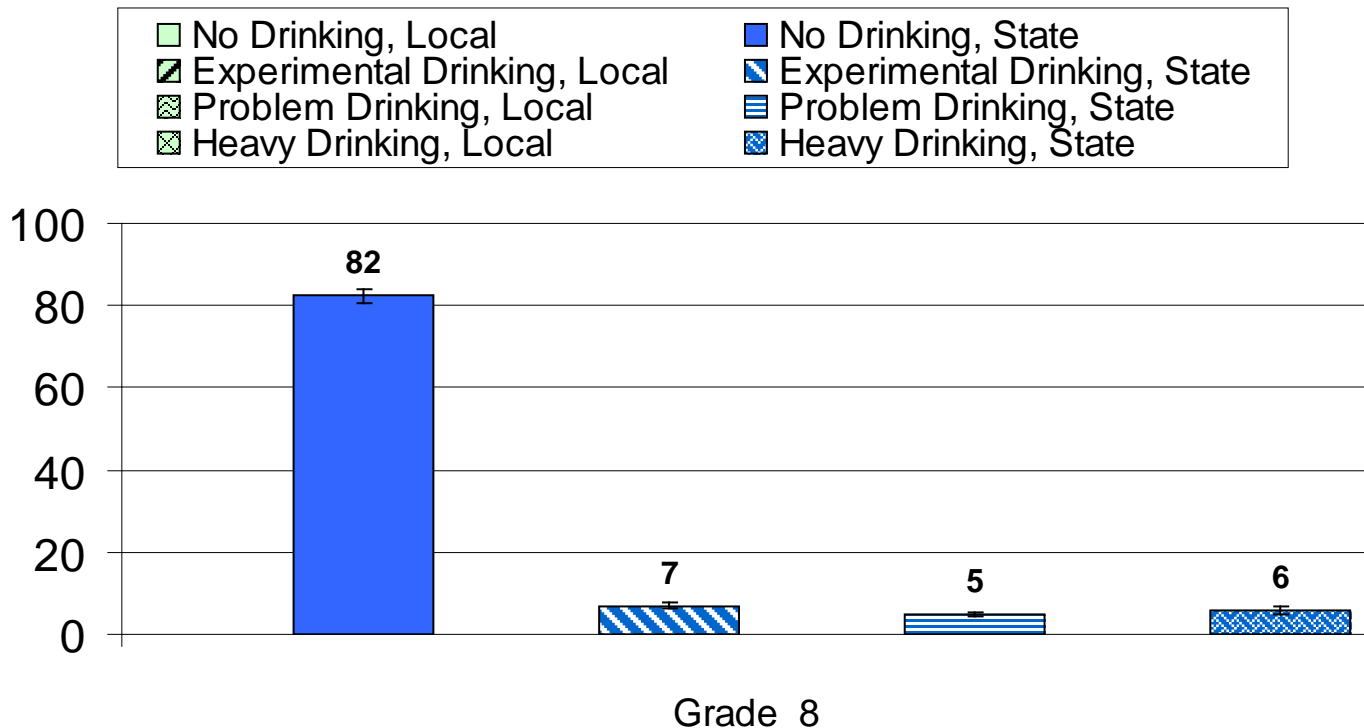 No Drinking, Local No Drinking, State
Experimental Drinking, Local Experimental Drinking, State
Problem Drinking, Local Problem Drinking, State
Heavy Drinking, Local Heavy Drinking, State
100
82
80
60
40
20
7 5 6
0
Grade 8